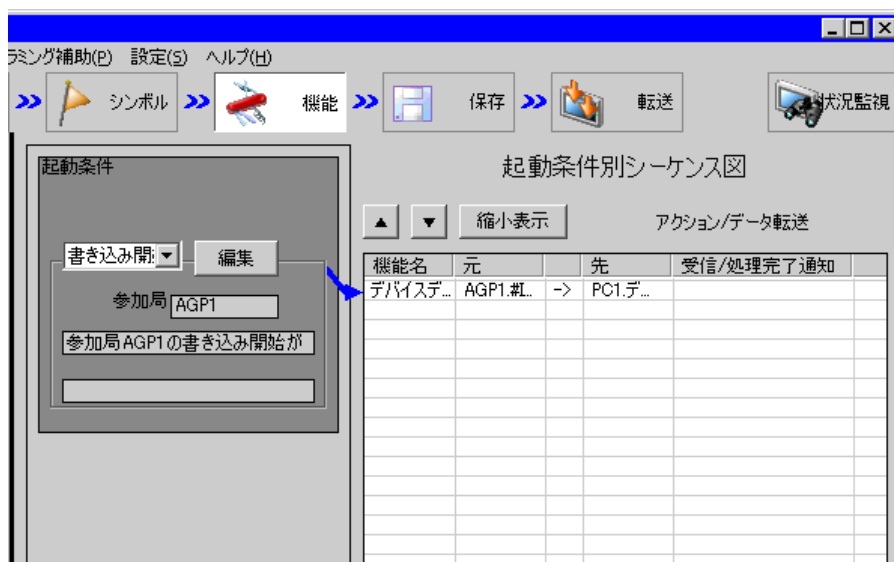 ラミング補助(P) 設定(S) ヘルプ(H)
シンボル 機能 保存 転送 状況監視
起動条件
起動条件別シーケンス図
縮小表示 アクション/データ転送
書き込み開 編集
機能名 元 先 受信/処理完了通知
デバイスデ... AGP1.#I... -> PC1.デ...
参加局 AGP1
参加局AGP1の書き込み開始が